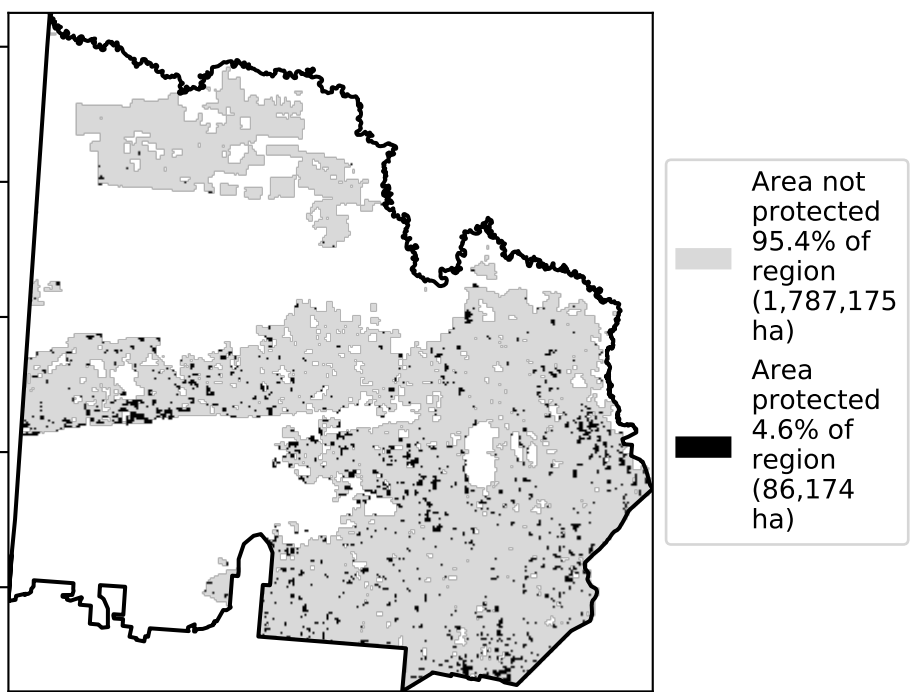 Area not
protected
95.4% of
region
(1,787,175
ha)
Area
protected
4.6% of
region
(86,174
ha)